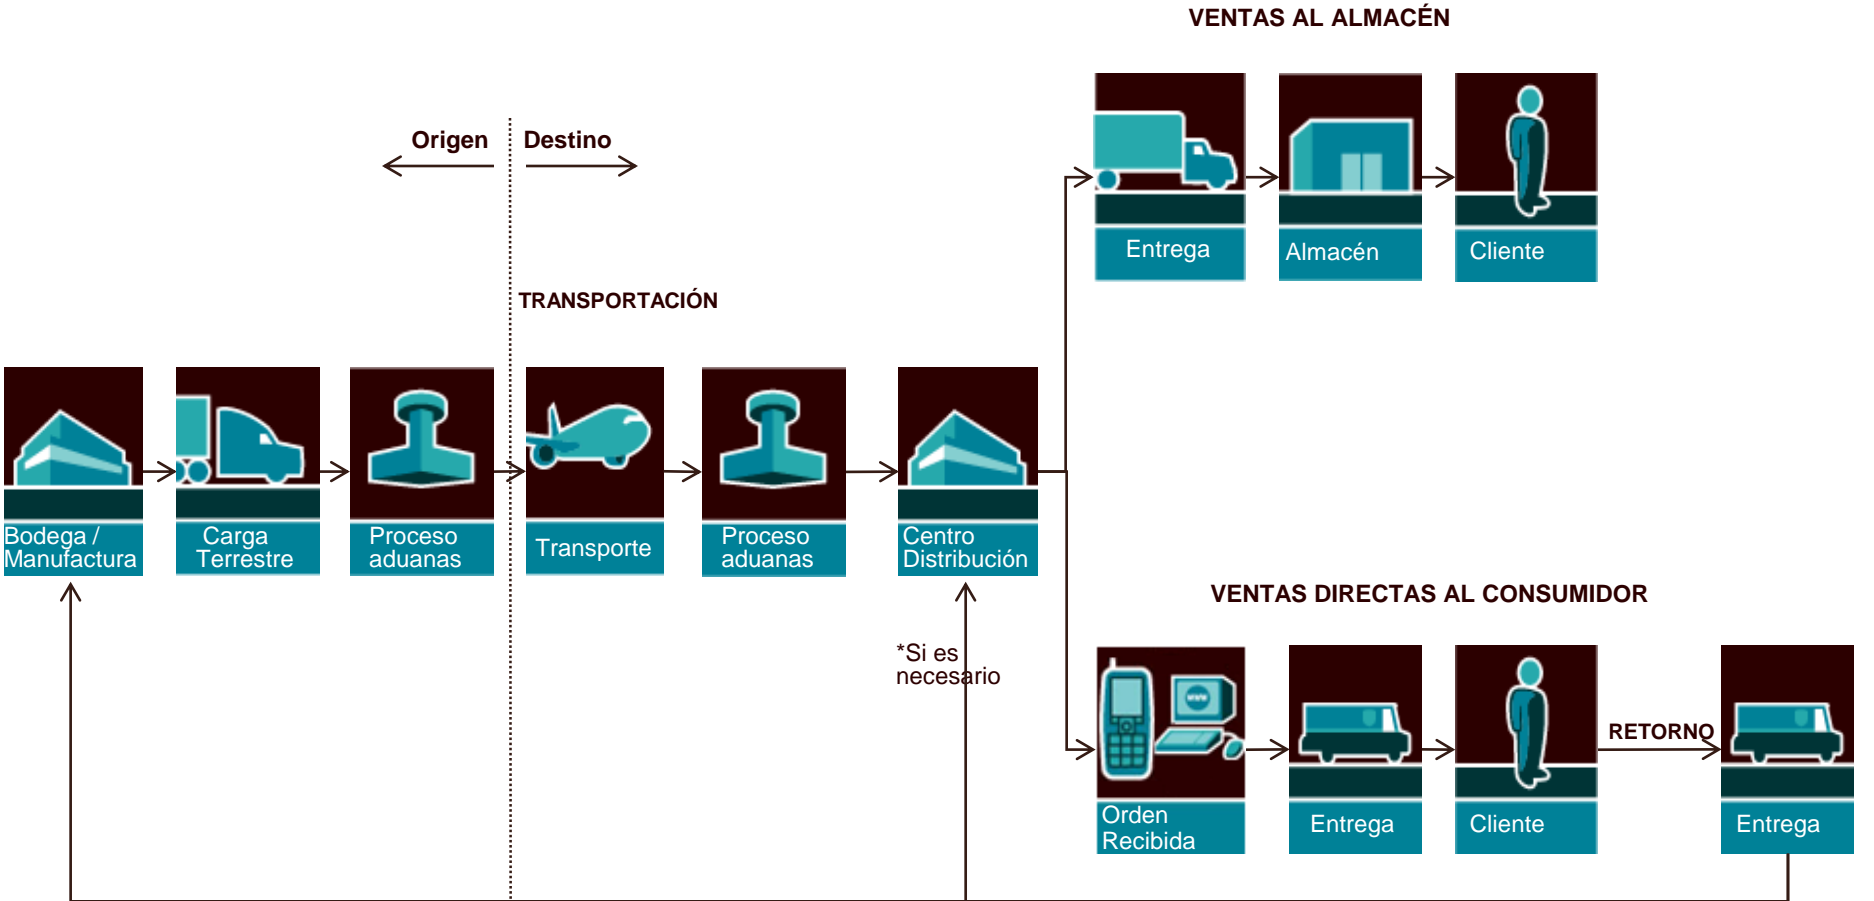 VENTAS AL ALMACÉN
Origen
Destino
Entrega
Almacén
Cliente
TRANSPORTACIÓN
Bodega /
Manufactura
Carga
Terrestre
Proceso
aduanas
Transporte
Proceso
aduanas
Centro
Distribución
VENTAS DIRECTAS AL CONSUMIDOR
*Si es
necesario
www
RETORNO
Orden
Recibida
Entrega
Cliente
Entrega